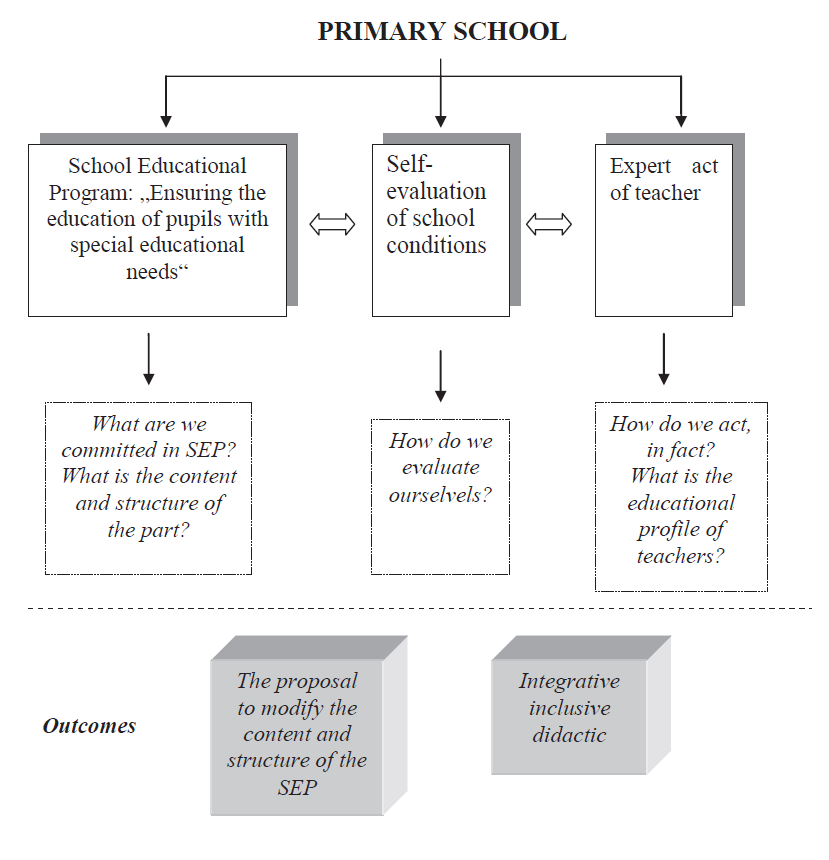 PRIMARY SCHOOL
School Educational
Program: „Ensuring the
education of pupils with
special educational
needs“
Self-
evaluation
of school
conditions
Expert act
of teacher
What are we
committed in SEP?
What is the content
and structure of
the part?
How do we
evaluate
ourselvels?
How do we act,
in fact?
What is the
educational
profile of
teachers?
Outcomes
The proposal
to modify the
content and
structure of the
SEP
Integrative
inclusive
didactic